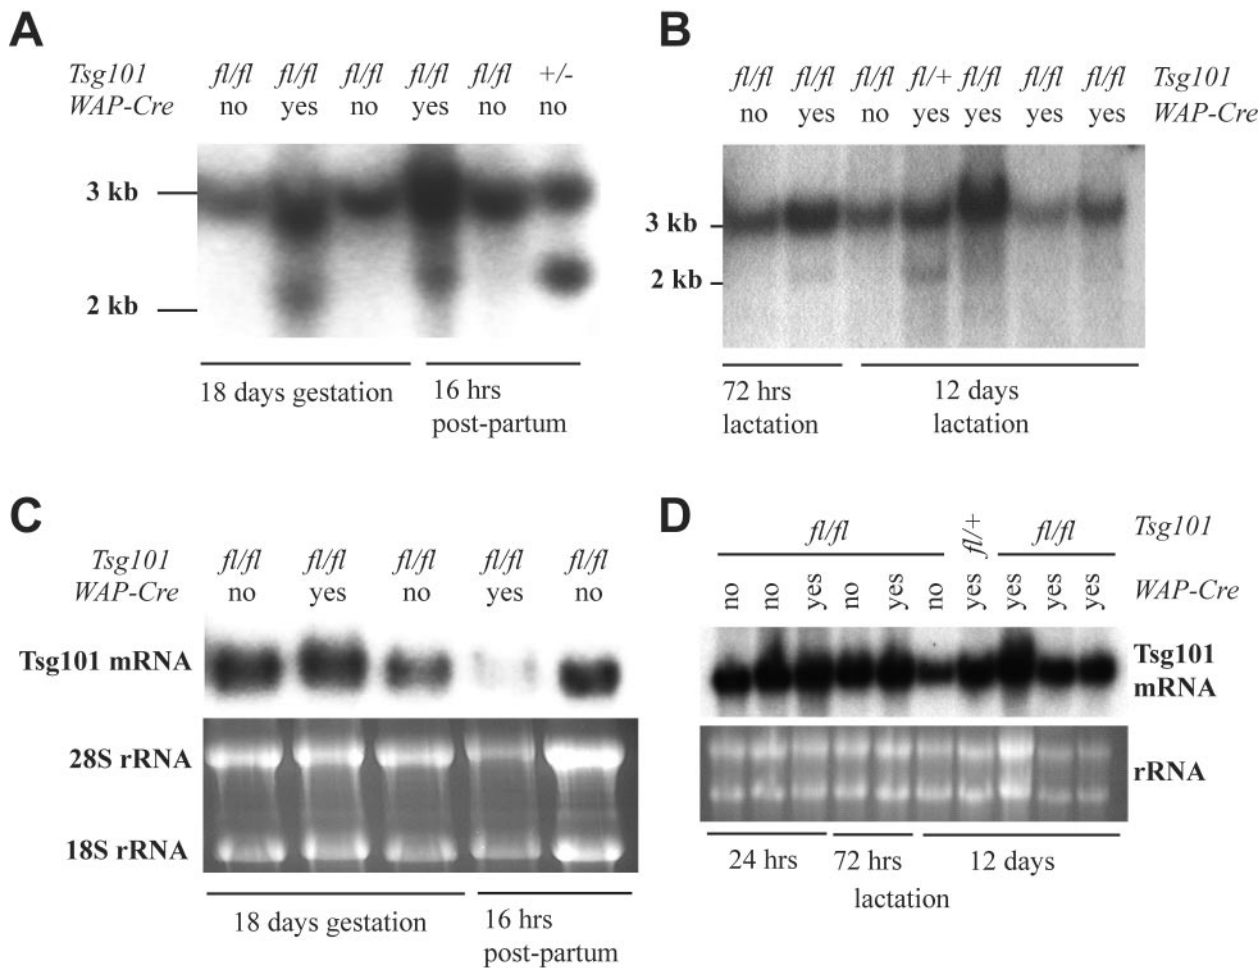 A
Tsg101 fl/fl fl/fl fl/fl fl/fl fl/fl +/-
WAP-Cre no yes no yes no no
3 kb
2 kb
18 days gestation
16 hrs
post-partum
B
fl/fl fl/fl fl/fl fl/+ fl/fl fl/fl fl/fl Tsg101
no yes no yes yes yes yes WAP-Cre
3 kb
2 kb
72 hrs
lactation
12 days
lactation
C
Tsg101 fl/fl fl/fl fl/fl fl/fl fl/fl
WAP-Cre no yes no yes no
Tsg101 mRNA
28S rRNA
18S rRNA
18 days gestation
16 hrs
post-partum
D
fl/fl fl/+ fl/fl Tsg101
no no yes no yes no yes yes yes yes WAP-Cre
Tsg101
mRNA
rRNA
24 hrs 72 hrs 12 days
lactation